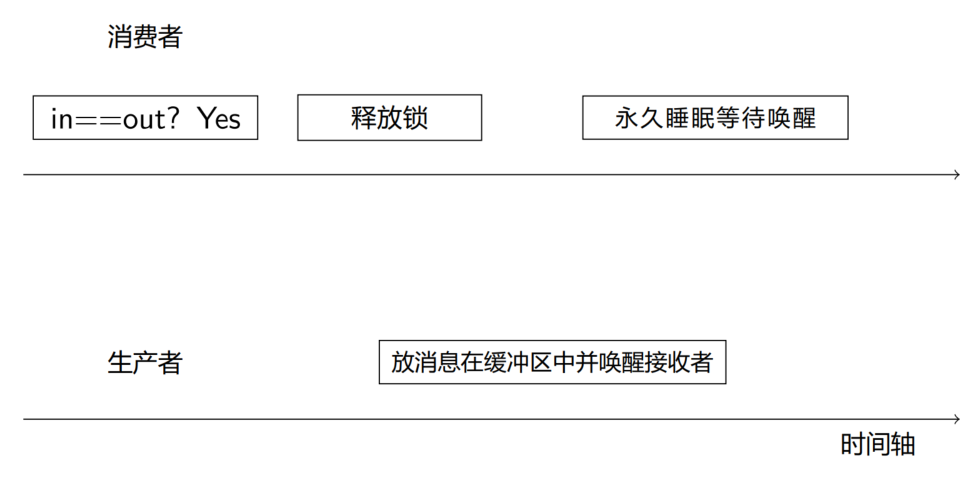 消费者
in==out? Yes
释放锁
永久睡眠等待唤醒
生产者
放消息在缓冲区中并唤醒接收者
时间轴